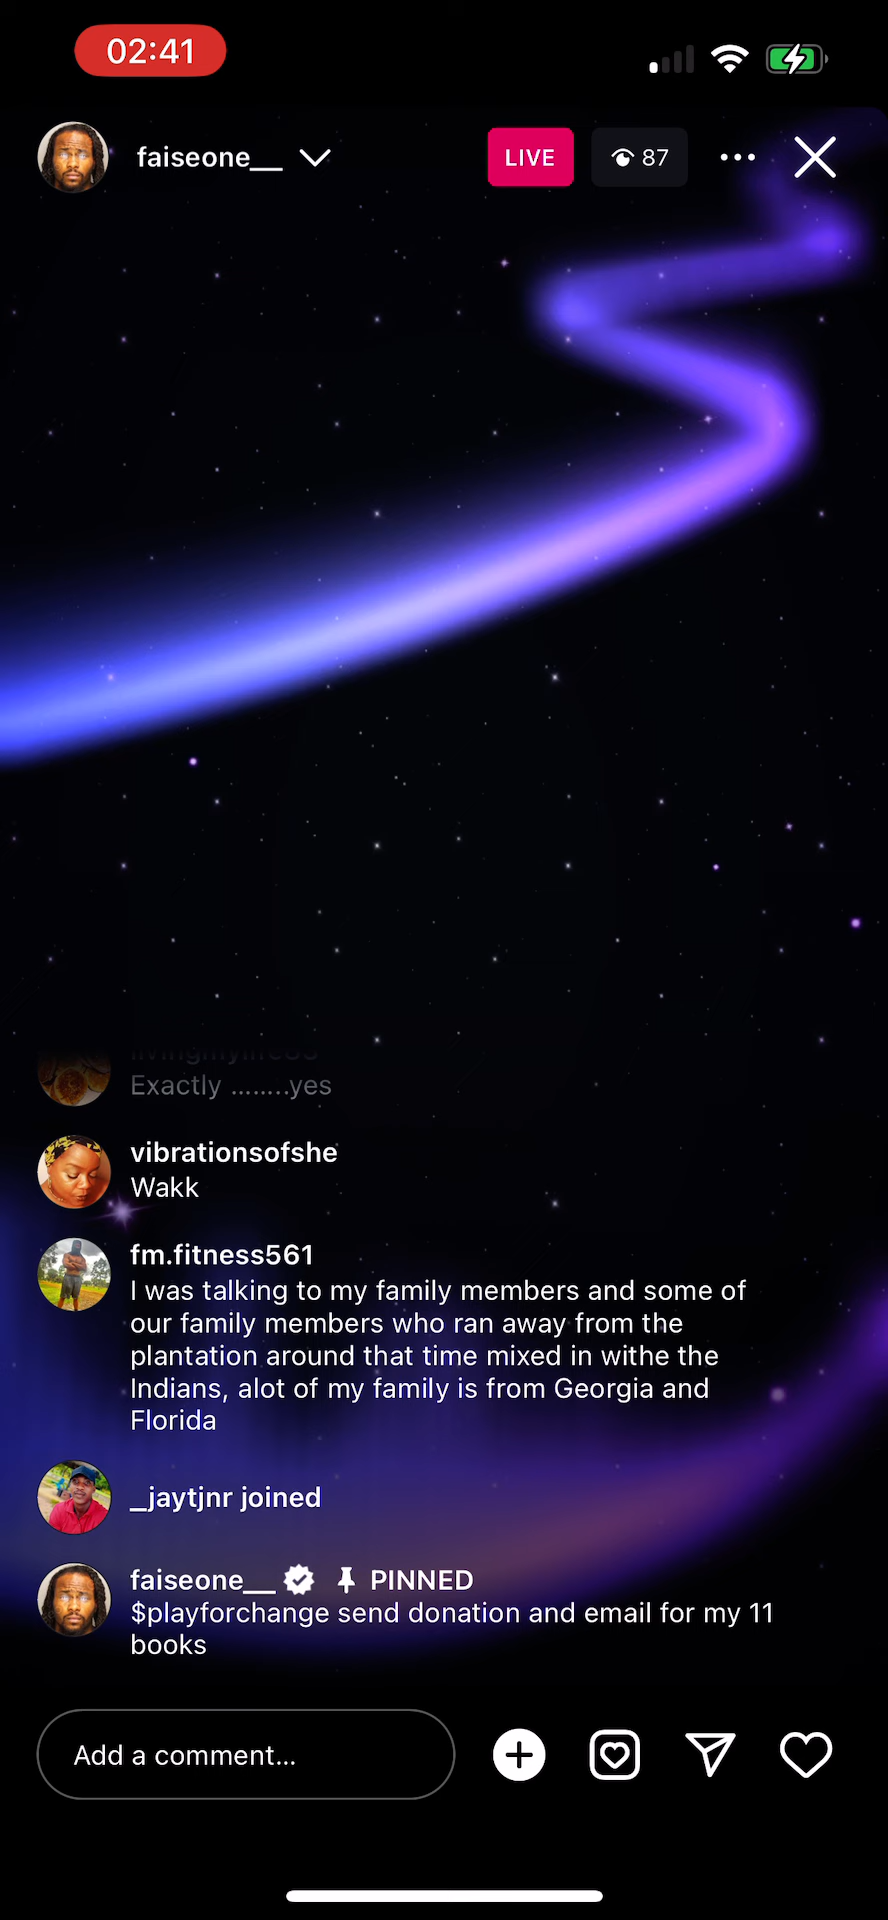 02:41
faiseone__
LIVE
87
Exactly ........yes
vibrationsofshe
Wakk
fm.fitness561
I was talking to my family members and some of
our family members who ran away from the
plantation around that time mixed in withe the
Indians, alot of my family is from Georgia and
Florida
_jaytjnr joined
faiseone__ PINNED
$playforchange send donation and email for my 11
books
Add a comment...